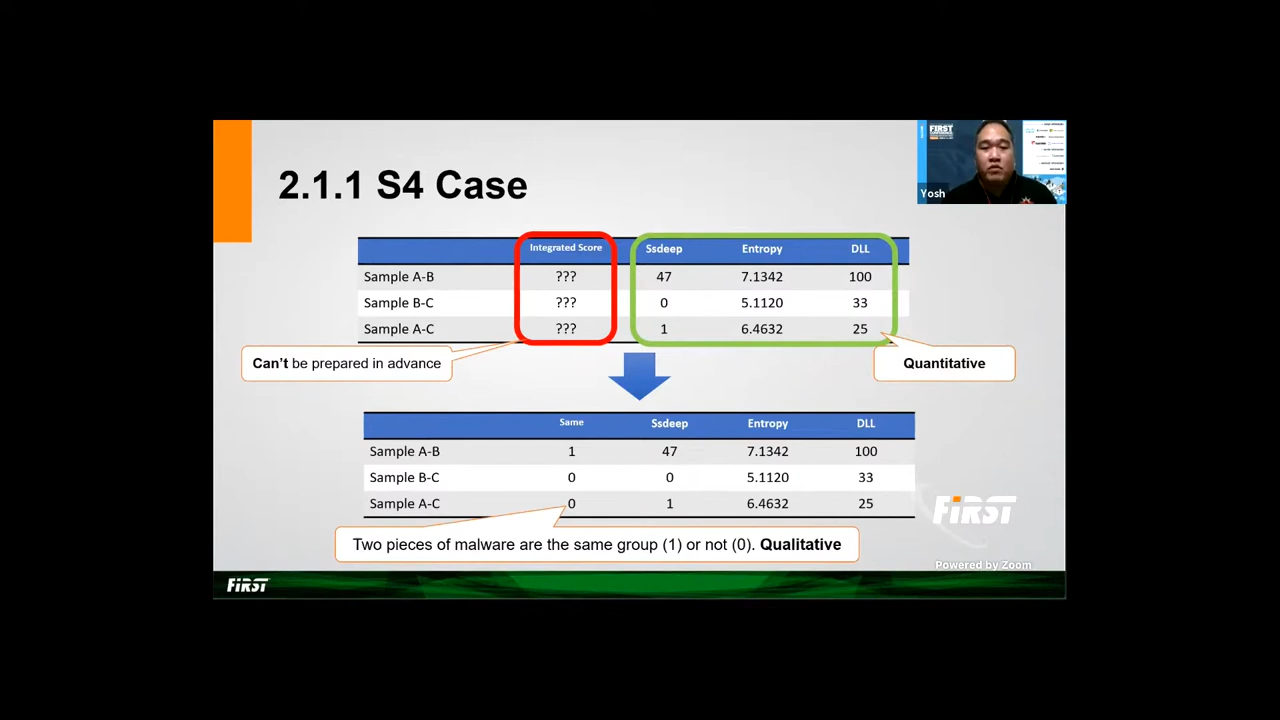 FIRST
Yosh
2.1.1 S4 Case
Integrated Score Ssdeep Entropy DLL
Sample A-B ??? 47 7.1342 100
Sample B-C ??? 0 5.1120 33
Sample A-C ??? 1 6.4632 25
Can't be prepared in advance
Quantitative
Same Ssdeep Entropy DLL
Sample A-B 1 47 7.1342 100
Sample B-C 0 0 5.1120 33
Sample A-C 0 1 6.4632 25
FiRST
Two pieces of malware are the same group (1) or not (0). Qualitative
Powered by Zoom
FiRST